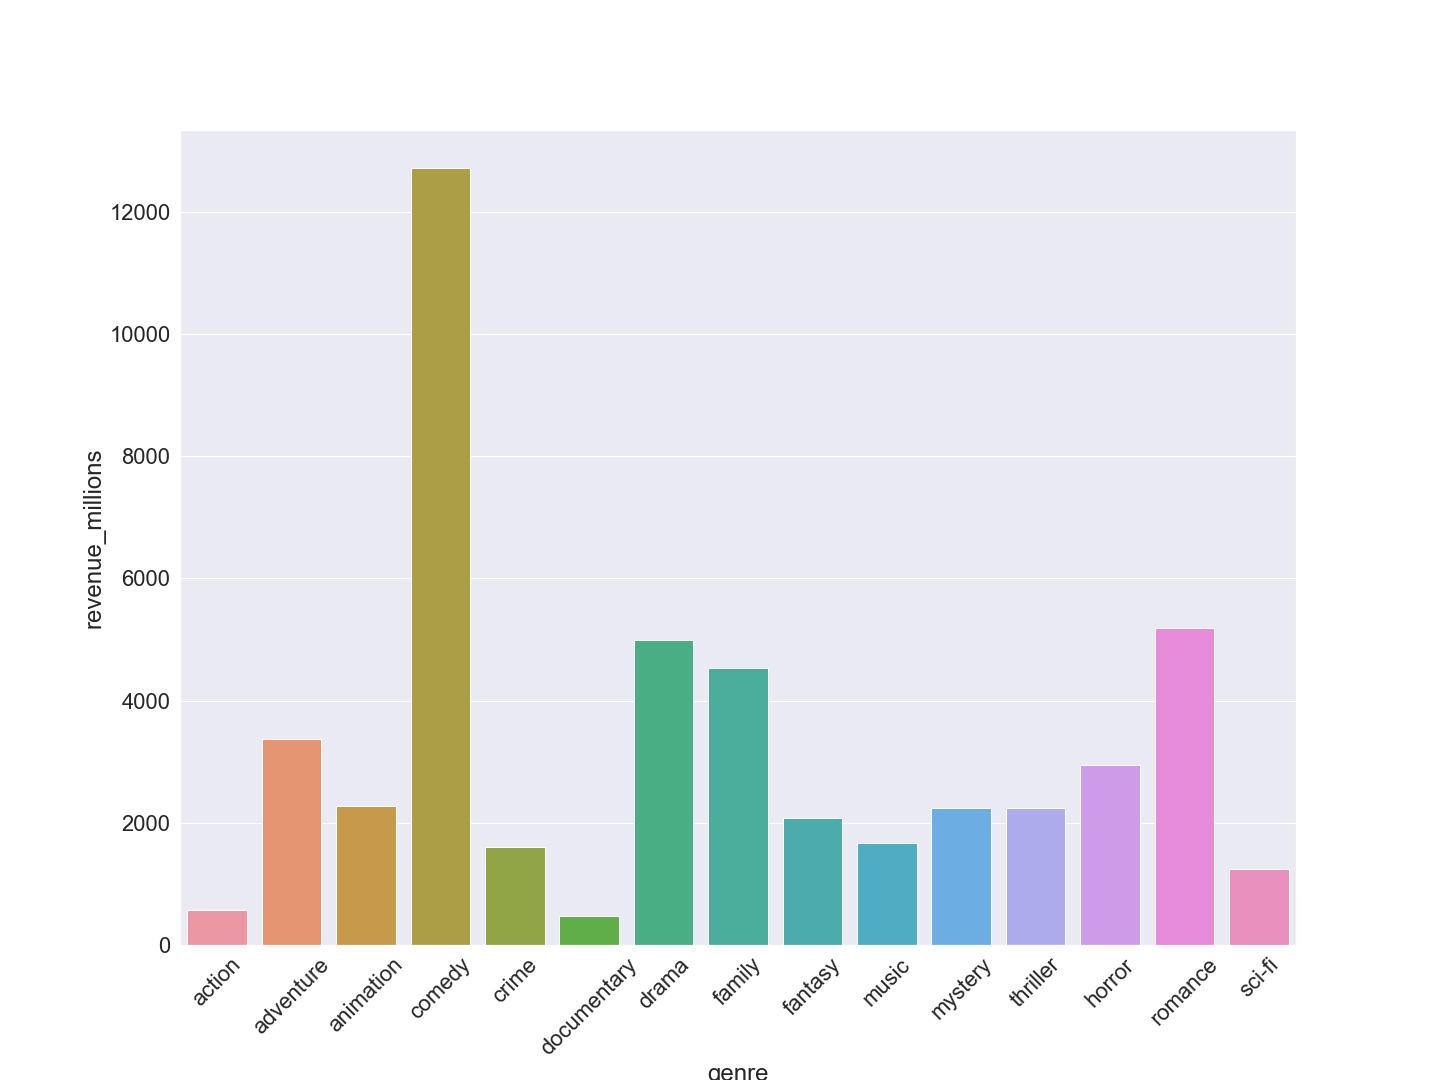 12000
10000
8000
6000
4000
2000
0
revenue_millions
action
adventure
animation
comedy
crime
documentary
drama
family
fantasy
music
mystery
thriller
horror
romance
sci-fi
genre